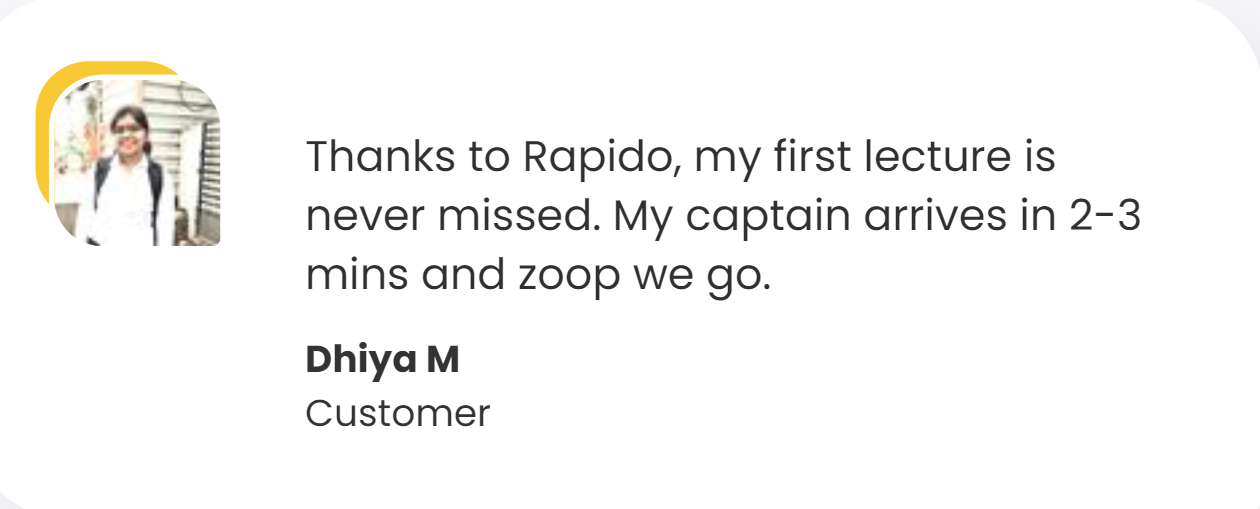 Thanks to Rapido, my first lecture is
never missed. My captain arrives in 2-3
mins and zoop we go.
Dhiya M
Customer